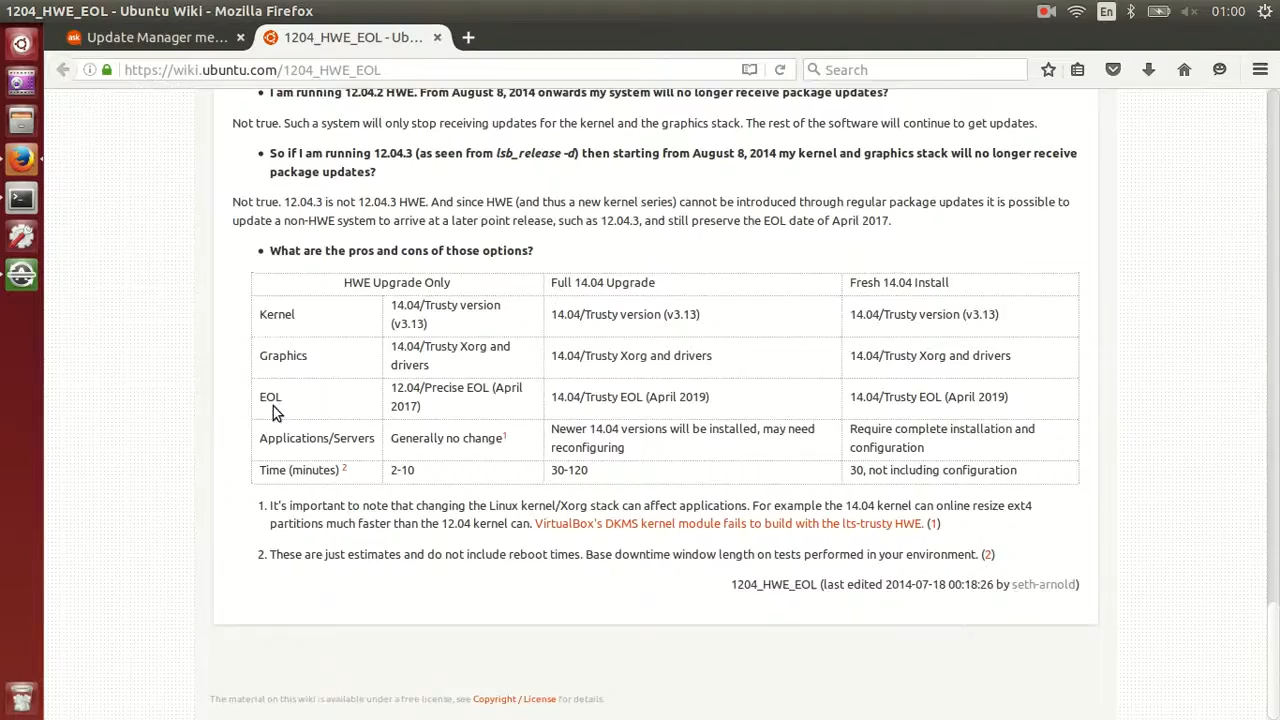 1204_HWE_EOL - Ubuntu Wiki - Mozilla Firefox
En
01:00
ask
Update Manager me...
1204_HWE_EOL - Ub...
https://wiki.ubuntu.com/1204_HWE_EOL
Search
• I am running 12.04.2 HWE. From August 8, 2014 onwards my system will no longer receive package updates?
Not true. Such a system will only stop receiving updates for the kernel and the graphics stack. The rest of the software will continue to get updates.
• So if I am running 12.04.3 (as seen from lsb_release -d) then starting from August 8, 2014 my kernel and graphics stack will no longer receive
package updates?
Not true. 12.04.3 is not 12.04.3 HWE. And since HWE (and thus a new kernel series) cannot be introduced through regular package updates it is possible to
update a non-HWE system to arrive at a later point release, such as 12.04.3, and still preserve the EOL date of April 2017.
• What are the pros and cons of those options?
HWE Upgrade Only
Full 14.04 Upgrade
Fresh 14.04 Install
Kernel
14.04/Trusty version
(v3.13)
14.04/Trusty version (v3.13)
14.04/Trusty version (v3.13)
Graphics
14.04/Trusty Xorg and
drivers
14.04/Trusty Xorg and drivers
14.04/Trusty Xorg and drivers
EOL
12.04/Precise EOL (April
2017)
14.04/Trusty EOL (April 2019)
14.04/Trusty EOL (April 2019)
Applications/Servers
Generally no change1
Newer 14.04 versions will be installed, may need
reconfiguring
Require complete installation and
configuration
Time (minutes) 2
2-10
30-120
30, not including configuration
1. It's important to note that changing the Linux kernel/Xorg stack can affect applications. For example the 14.04 kernel can online resize ext4
partitions much faster than the 12.04 kernel can. VirtualBox's DKMS kernel module fails to build with the lts-trusty HWE. (1)
2. These are just estimates and do not include reboot times. Base downtime window length on tests performed in your environment. (2)
1204_HWE_EOL (last edited 2014-07-18 00:18:26 by seth-arnold)
The material on this wiki is available under a free license, see Copyright / License for details.